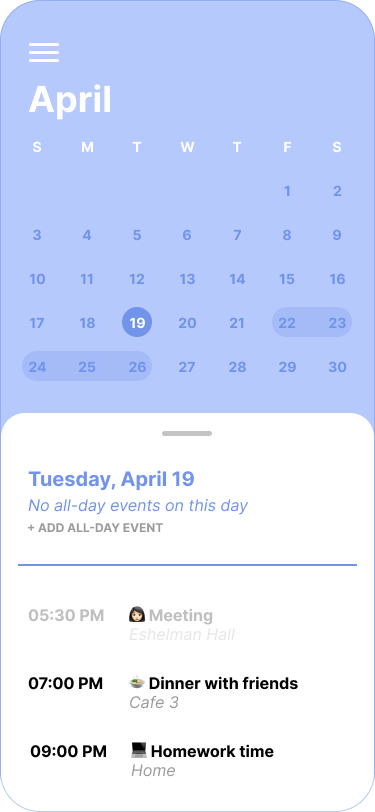 April
S M T W T F S
1 2
3 4 5 6 7 8 9
10 11 12 13 14 15 16
17 18 19 20 21 22 23
24 25 26 27 28 29 30
Tuesday, April 19
No all-day events on this day
+ ADD ALL-DAY EVENT
05:30 PM Meeting
Eshelman Hall
07:00 PM Dinner with friends
Cafe 3
09:00 PM Homework time
Home